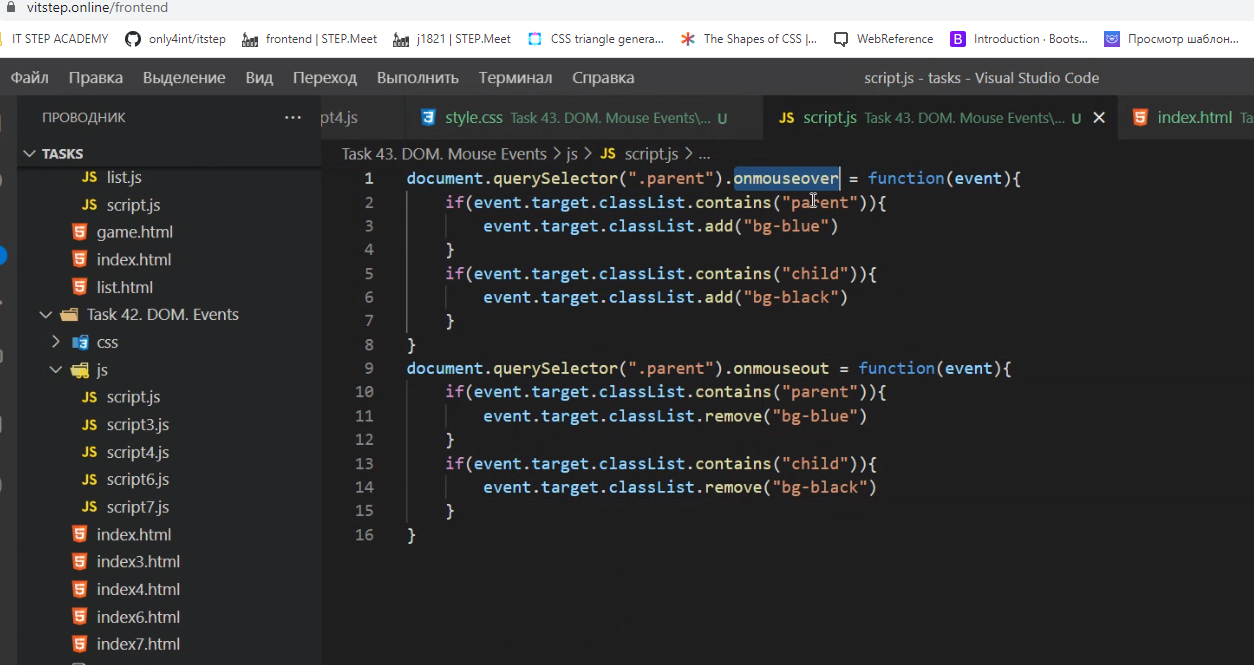 vitstep.online/frontend
IT STEP ACADEMY only4int/itstep frontend | STEP.Meet j1821 | STEP.Meet CSS triangle genera... The Shapes of CSS |... WebReference B Introduction · Boots... Просмотр шаблон...
Файл Правка Выделение Вид Переход Выполнить Терминал Справка script.js - tasks - Visual Studio Code
ПРОВОДНИК ... pt4.js style.css Task 43. DOM. Mouse Events\... U JS script.js Task 43. DOM. Mouse Events\... U index.html Ta
TASKS
Task 43. DOM. Mouse Events > js > JS script.js > ...
JS list.js
JS script.js
game.html
index.html
list.html
Task 42. DOM. Events
css
js
JS script.js
JS script3.js
JS script4.js
JS script6.js
JS script7.js
index.html
index3.html
index4.html
index6.html
index7.html
1 document.querySelector(".parent").onmouseover = function(event){
2 if(event.target.classList.contains("parent")){
3 event.target.classList.add("bg-blue")
4 }
5 if(event.target.classList.contains("child")){
6 event.target.classList.add("bg-black")
7 }
8 }
9 document.querySelector(".parent").onmouseout = function(event){
10 if(event.target.classList.contains("parent")){
11 event.target.classList.remove("bg-blue")
12 }
13 if(event.target.classList.contains("child")){
14 event.target.classList.remove("bg-black")
15 }
16 }